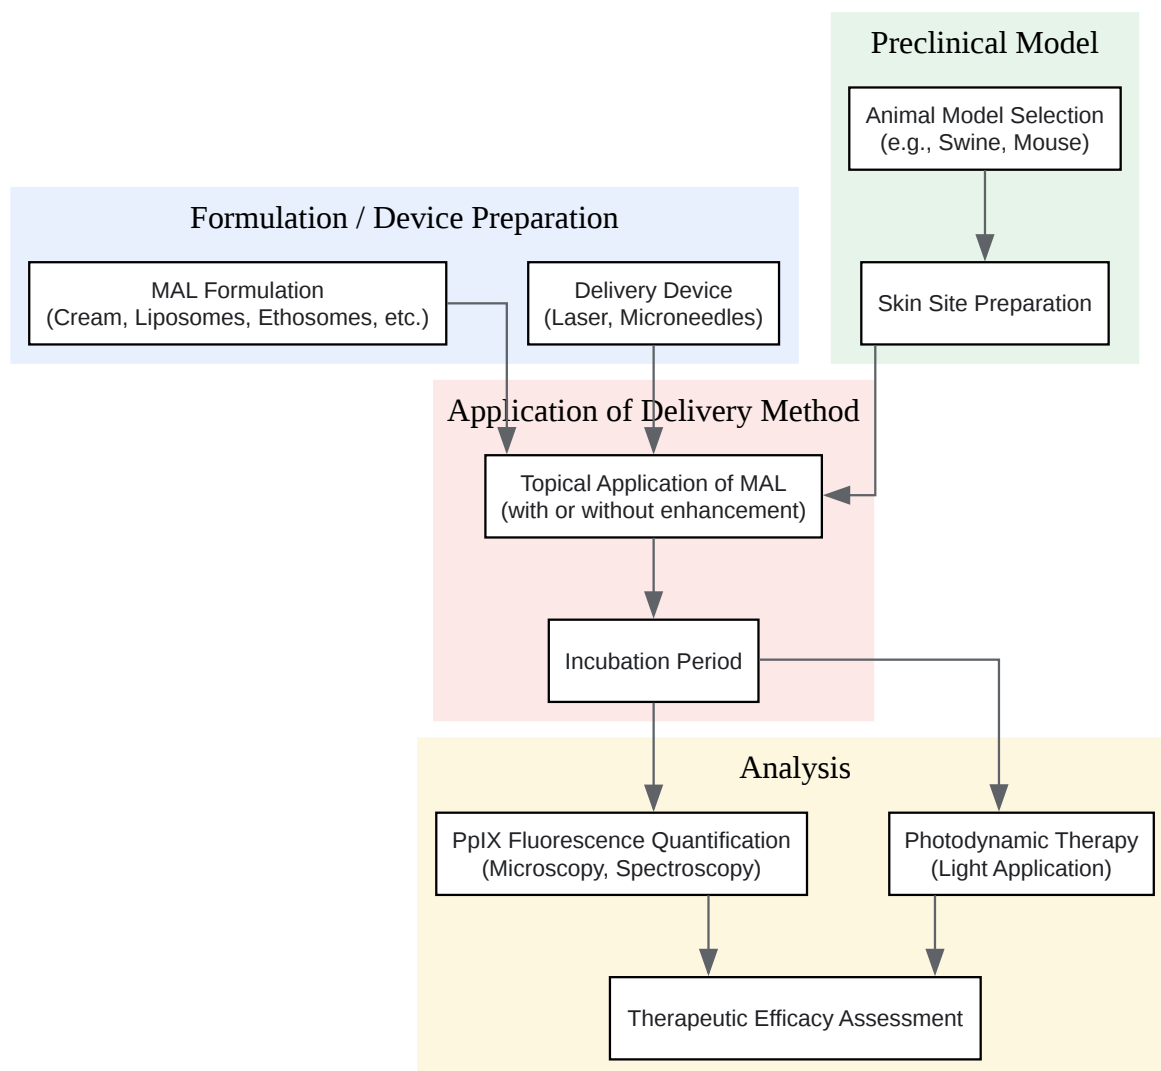 Preclinical Model
Animal Model Selection
(e.g., Swine, Mouse)
Skin Site Preparation
Formulation / Device Preparation
MAL Formulation
(Cream, Liposomes, Ethosomes, etc.)
Delivery Device
(Laser, Microneedles)
Application of Delivery Method
Topical Application of MAL
(with or without enhancement)
Incubation Period
Analysis
PpIX Fluorescence Quantification
(Microscopy, Spectroscopy)
Photodynamic Therapy
(Light Application)
Therapeutic Efficacy Assessment